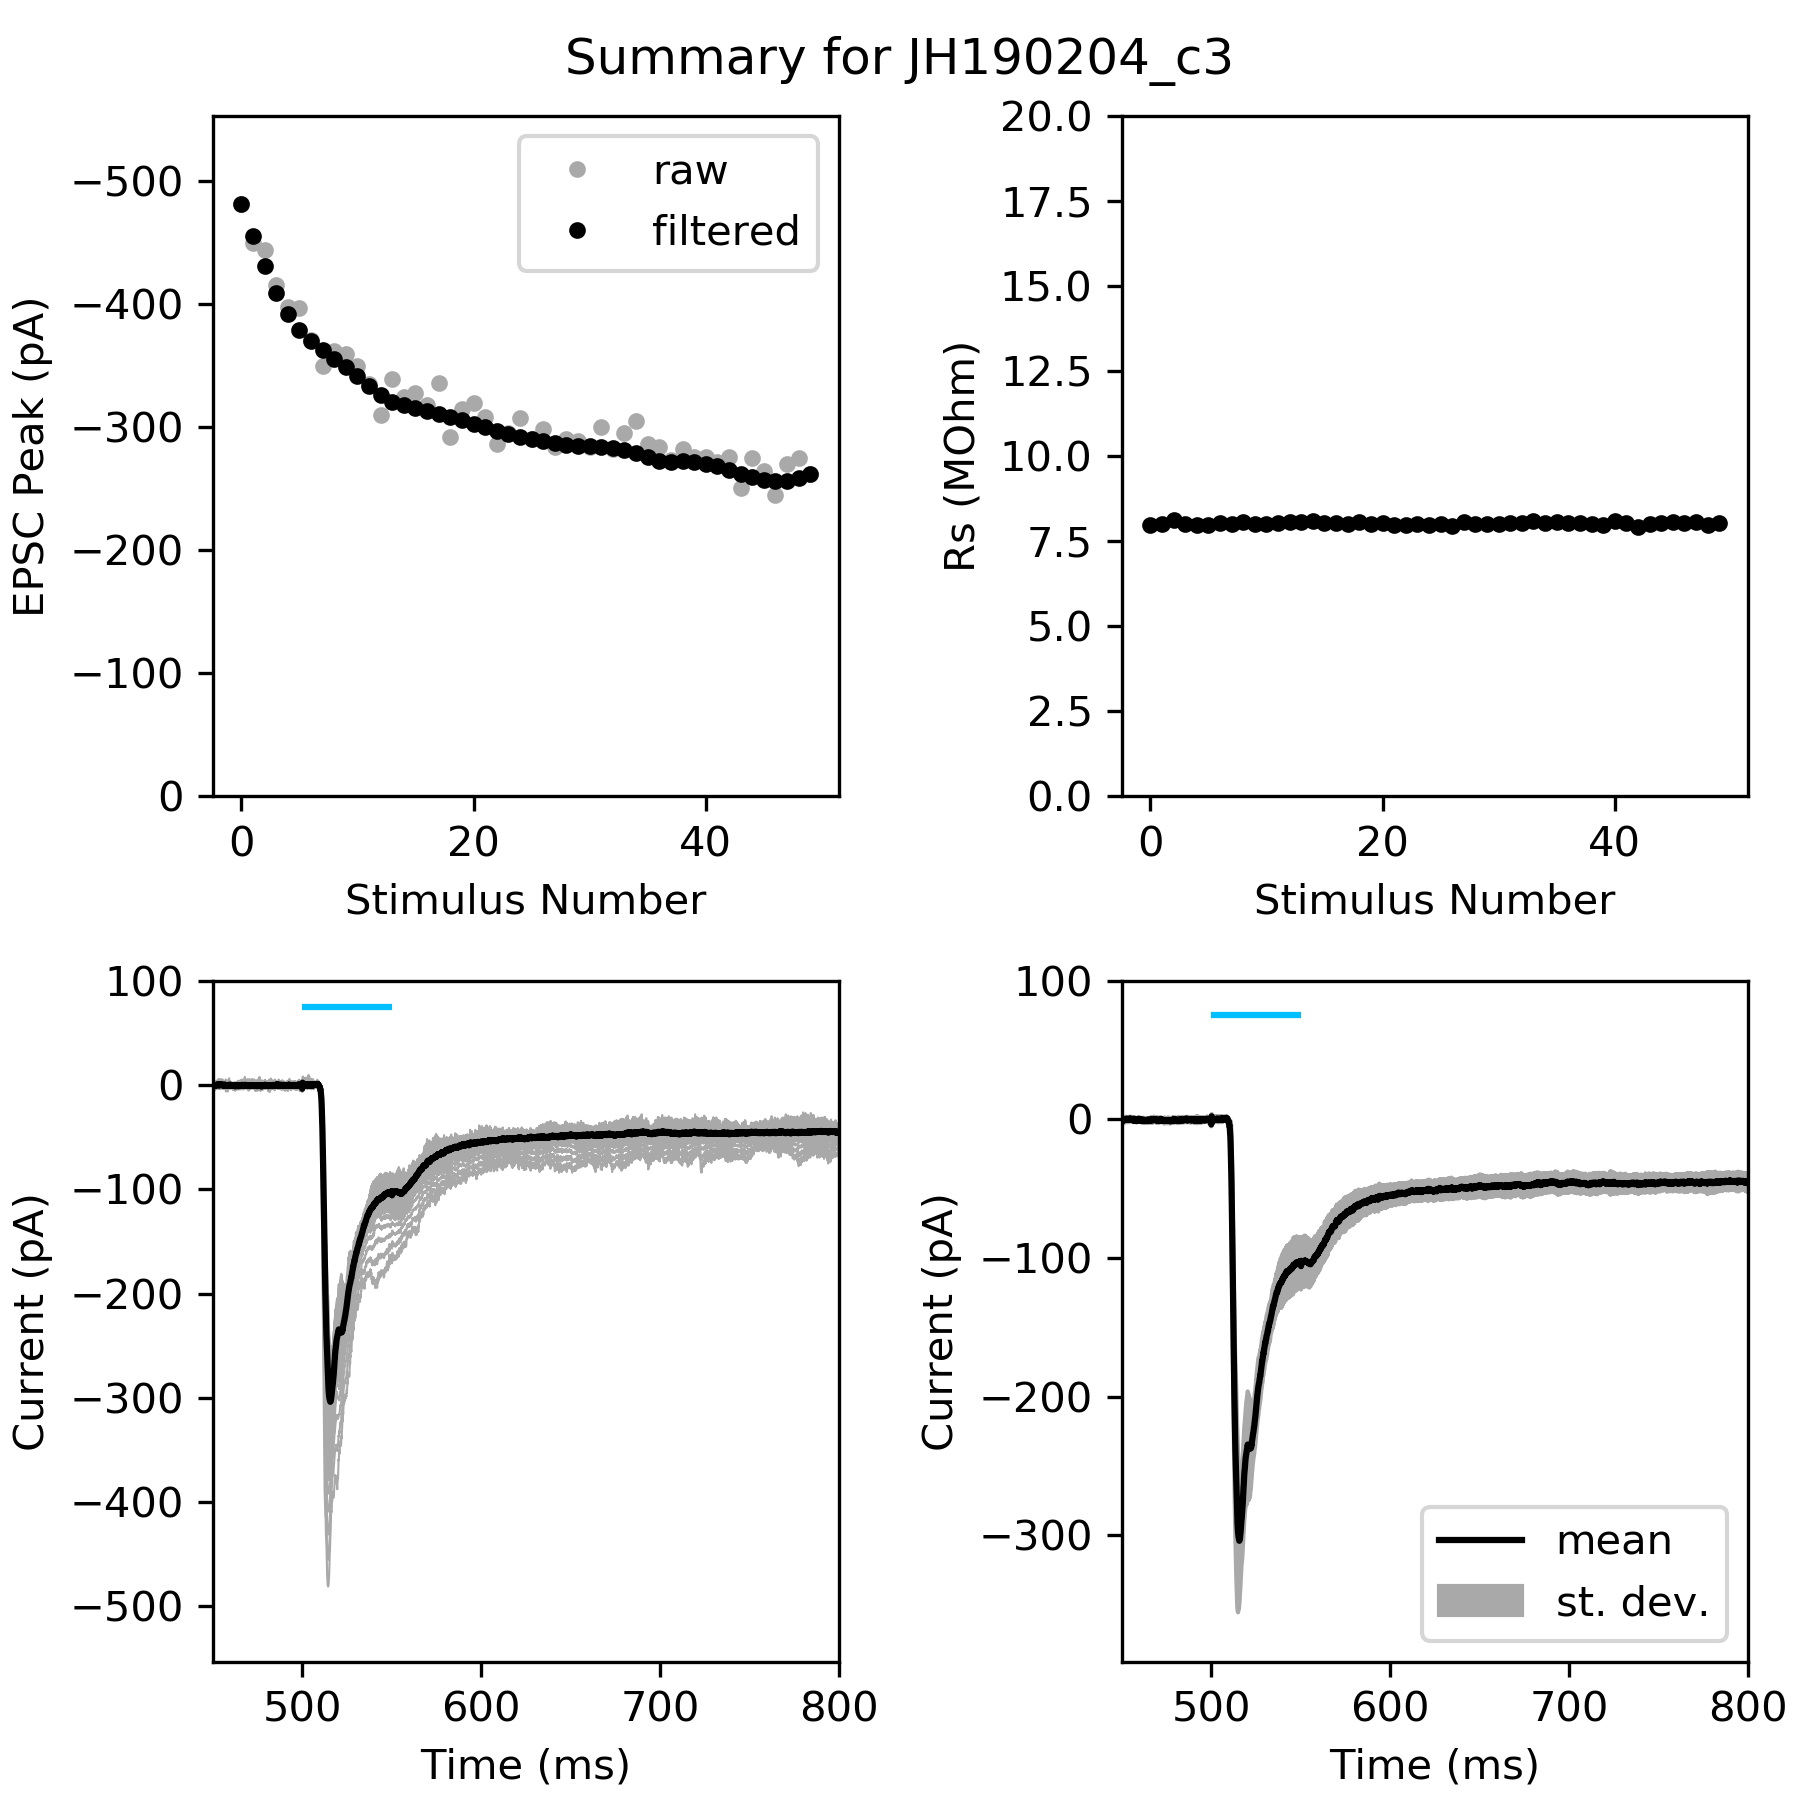 Summary for JH190204_c3
−500
−400
−300
−200
−100
0
EPSC Peak (pA)
raw
filtered
0 20 40
Stimulus Number
20.0
17.5
15.0
12.5
10.0
7.5
5.0
2.5
0.0
Rs (MOhm)
0 20 40
Stimulus Number
100
0
−100
−200
−300
−400
−500
Current (pA)
500 600 700 800
Time (ms)
100
0
−100
−200
−300
Current (pA)
mean
st. dev.
500 600 700 800
Time (ms)